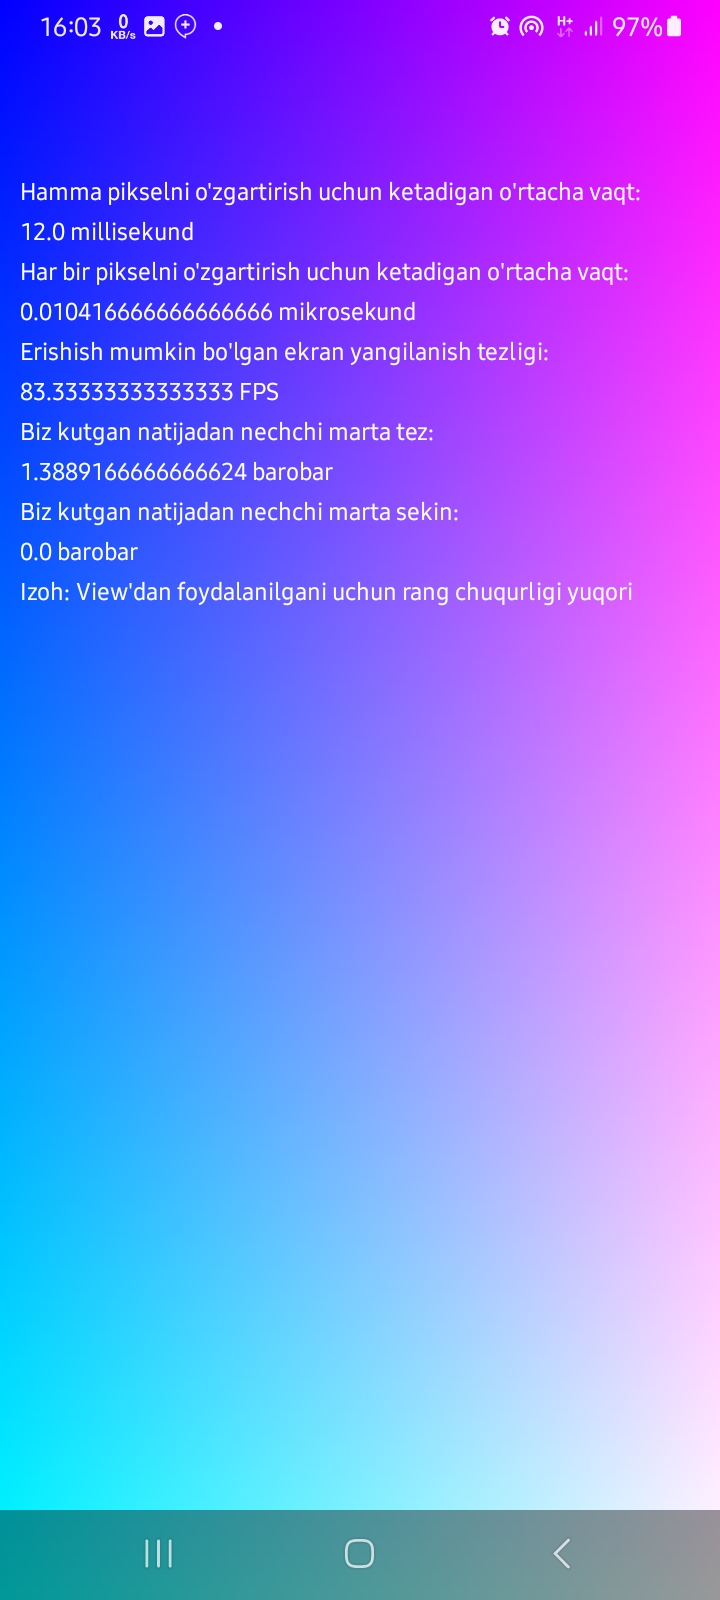 16:03 0 KB/s H+ 97%
Hamma pikselni o'zgartirish uchun ketadigan o'rtacha vaqt:
12.0 millisekund
Har bir pikselni o'zgartirish uchun ketadigan o'rtacha vaqt:
0.010416666666666666 mikrosekund
Erishish mumkin bo'lgan ekran yangilanish tezligi:
83.33333333333333 FPS
Biz kutgan natijadan nechchi marta tez:
1.3889166666666624 barobar
Biz kutgan natijadan nechchi marta sekin:
0.0 barobar
Izoh: View'dan foydalanilgani uchun rang chuqurligi yuqori